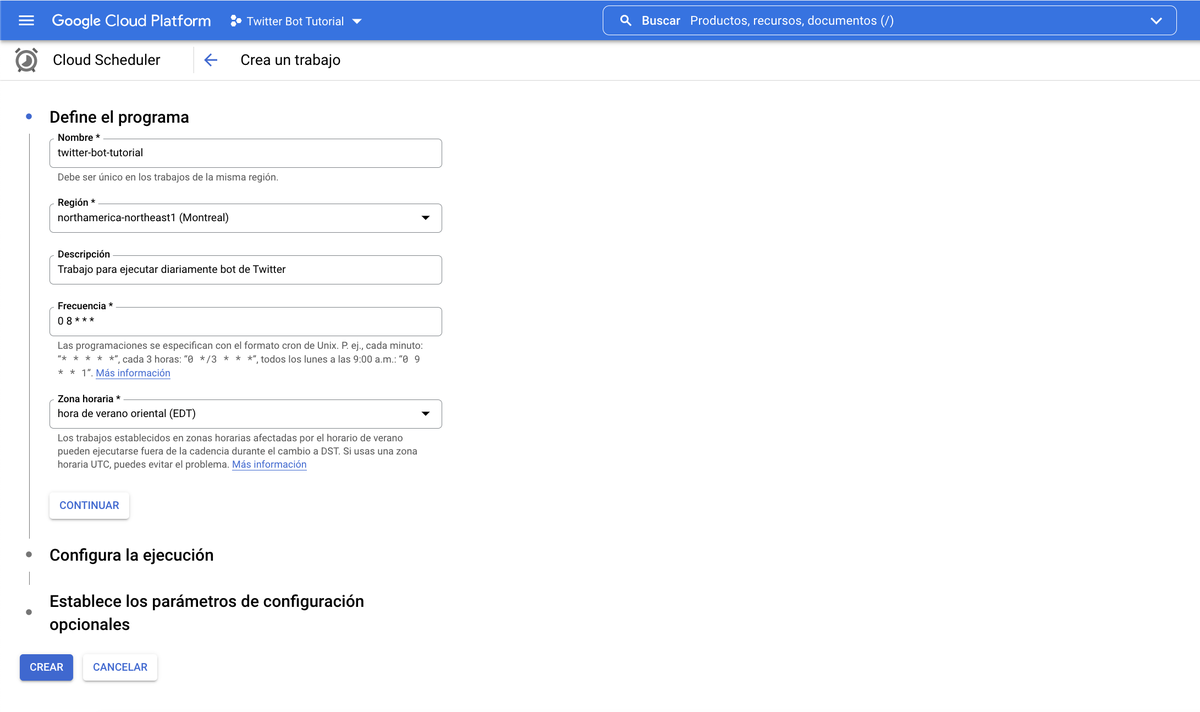 Google Cloud Platform
Twitter Bot Tutorial
Buscar Productos, recursos, documentos (/)
Cloud Scheduler
Crea un trabajo
Define el programa
Nombre *
twitter-bot-tutorial
Debe ser único en los trabajos de la misma región.
Región *
northamerica-northeast1 (Montreal)
Descripción
Trabajo para ejecutar diariamente bot de Twitter
Frecuencia *
0 8 * * *
Las programaciones se especifican con el formato cron de Unix. P. ej., cada minuto:
"* * * * *", cada 3 horas: "0 */3 * * *", todos los lunes a las 9:00 a.m.: "0 9
* * 1". Más información
Zona horaria *
hora de verano oriental (EDT)
Los trabajos establecidos en zonas horarias afectadas por el horario de verano
pueden ejecutarse fuera de la cadencia durante el cambio a DST. Si usas una zona
horaria UTC, puedes evitar el problema. Más información
CONTINUAR
Configura la ejecución
Establece los parámetros de configuración
opcionales
CREAR
CANCELAR